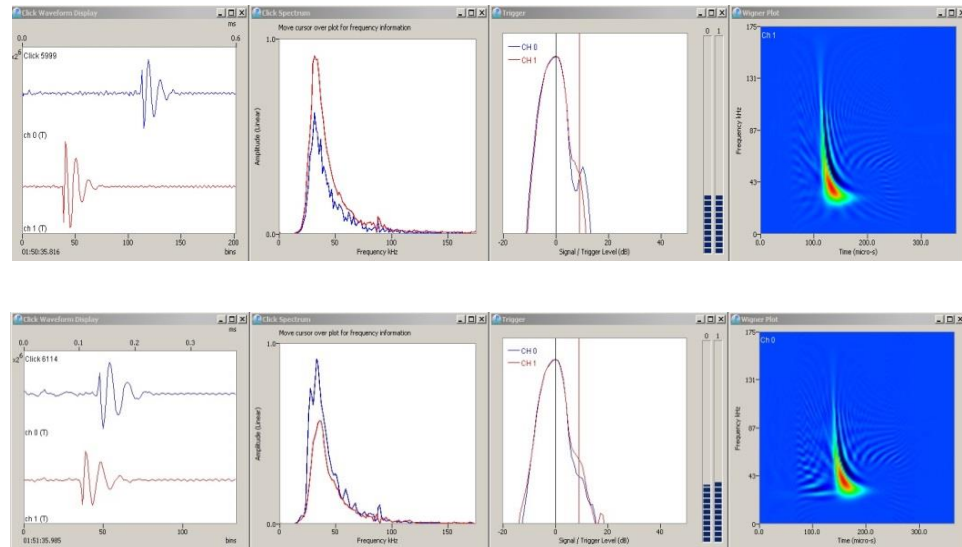 Click Waveform Display
ms
0.0 0.6
x2^6
Click 5999
ch 0 (T)
ch 1 (T)
0 50 100 150 200
01:50:35.816 bins
Click Spectrum
Move cursor over plot for frequency information
1.0
Amplitude (Linear)
0.0
0 50 100 150
Frequency kHz
Trigger
0 1
CH 0
CH 1
-20 0 20 40
Signal / Trigger Level (dB)
Wigner Plot
175
Ch 1
131
87
43
0
Frequency kHz
0.0 100.0 200.0 300.0
Time (micro-s)
Click Waveform Display
ms
0.0 0.1 0.2 0.3
x2^6
Click 6114
ch 0 (T)
ch 1 (T)
0 50 100
01:51:35.985 bins
Click Spectrum
Move cursor over plot for frequency information
1.0
Amplitude (Linear)
0.0
0 50 100 150
Frequency kHz
Trigger
0 1
CH 0
CH 1
-20 0 20 40
Signal / Trigger Level (dB)
Wigner Plot
175
Ch 0
131
87
43
0
Frequency kHz
0.0 100.0 200.0 300.0
Time (micro-s)